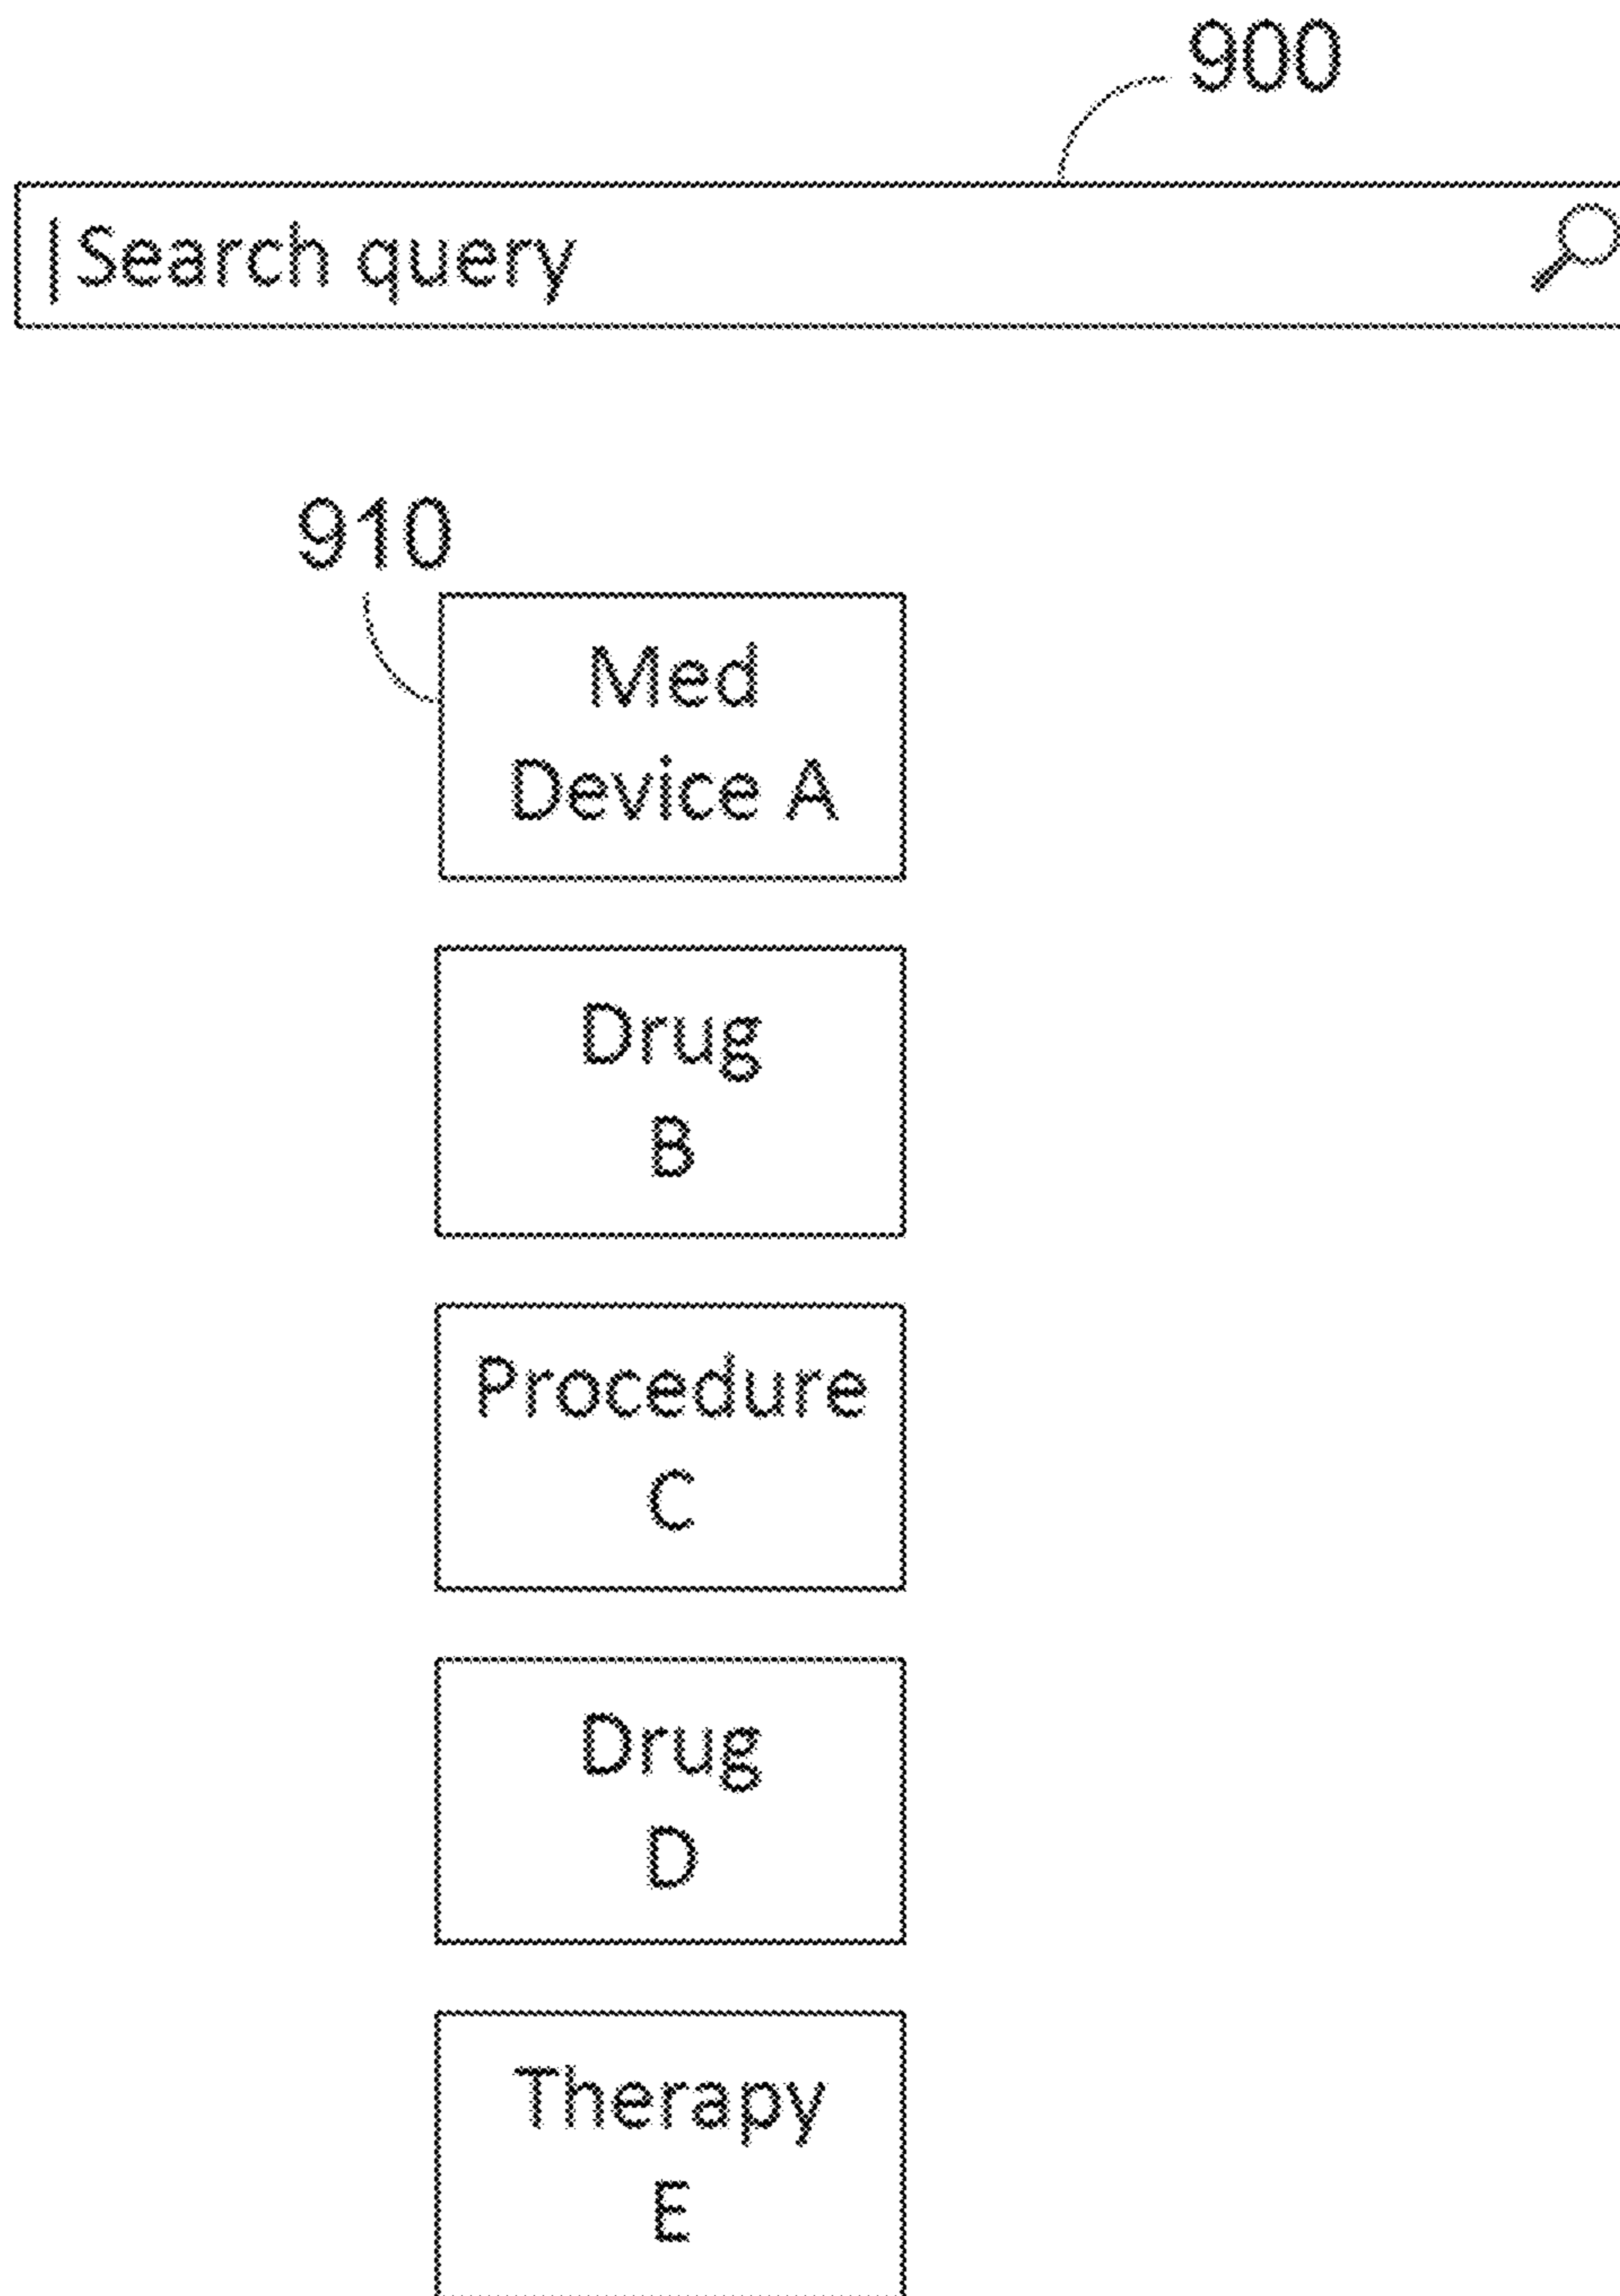 900
Search query
910
Med
Device A
Drug
B
Procedure
C
Drug
D
Therapy
E